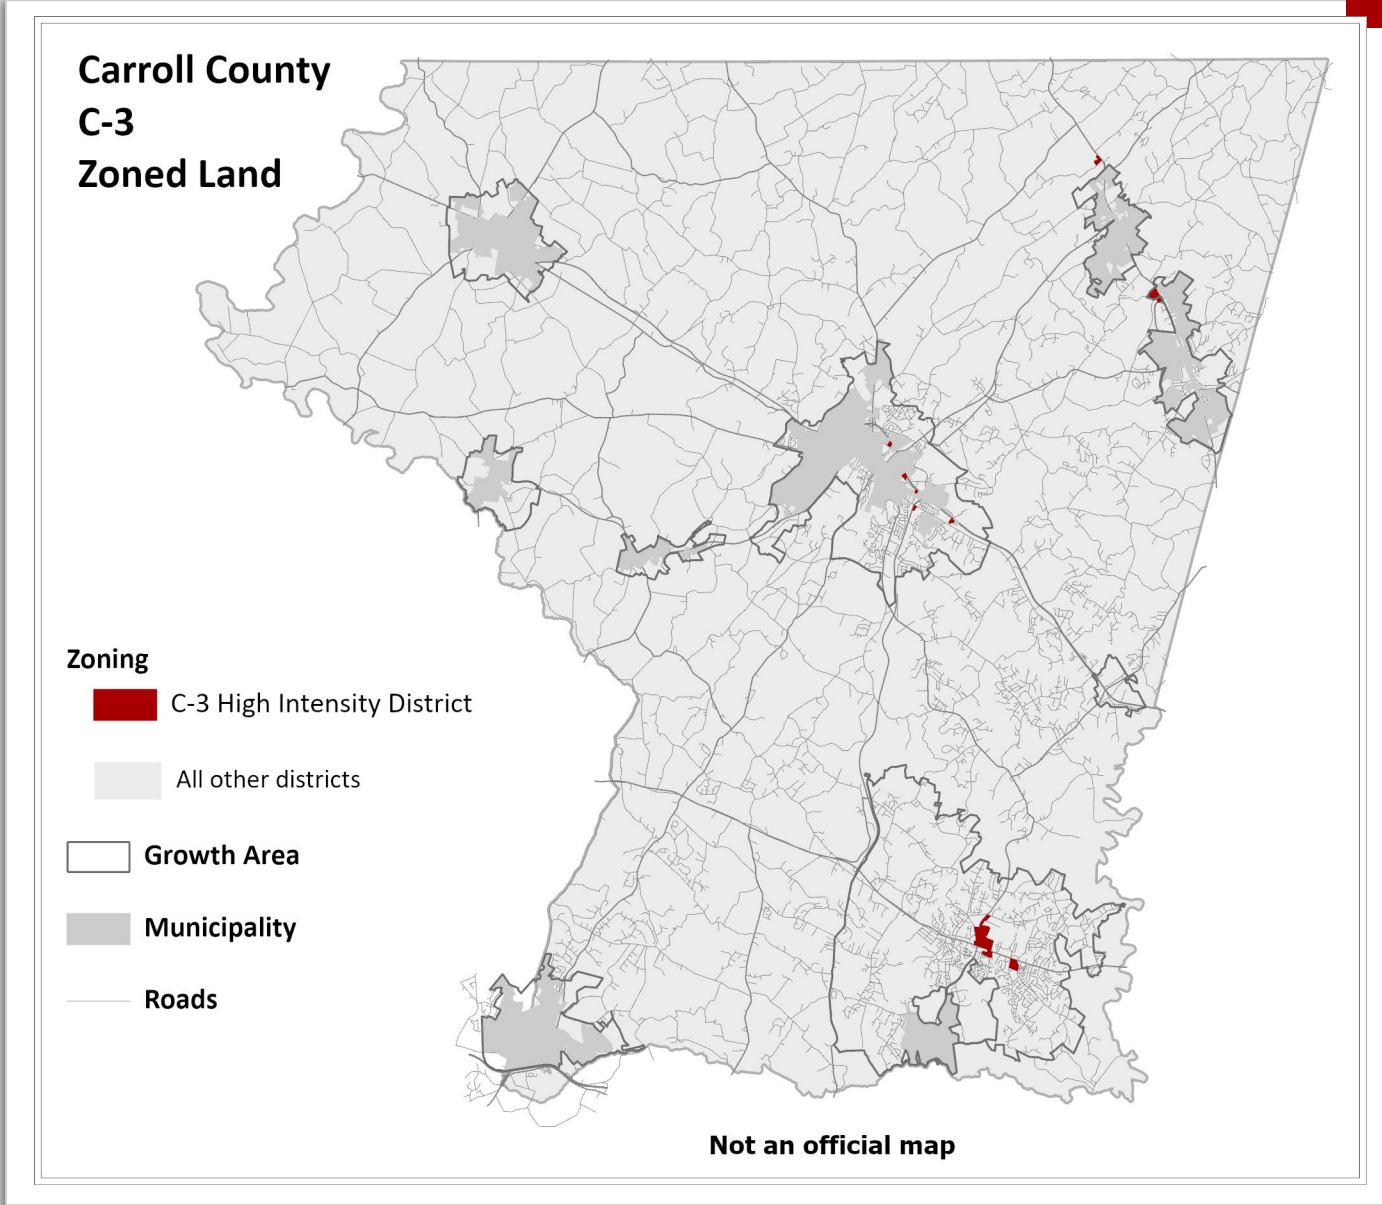 Carroll County
C-3
Zoned Land
Zoning
C-3 High Intensity District
All other districts
Growth Area
Municipality
Roads
Not an official map